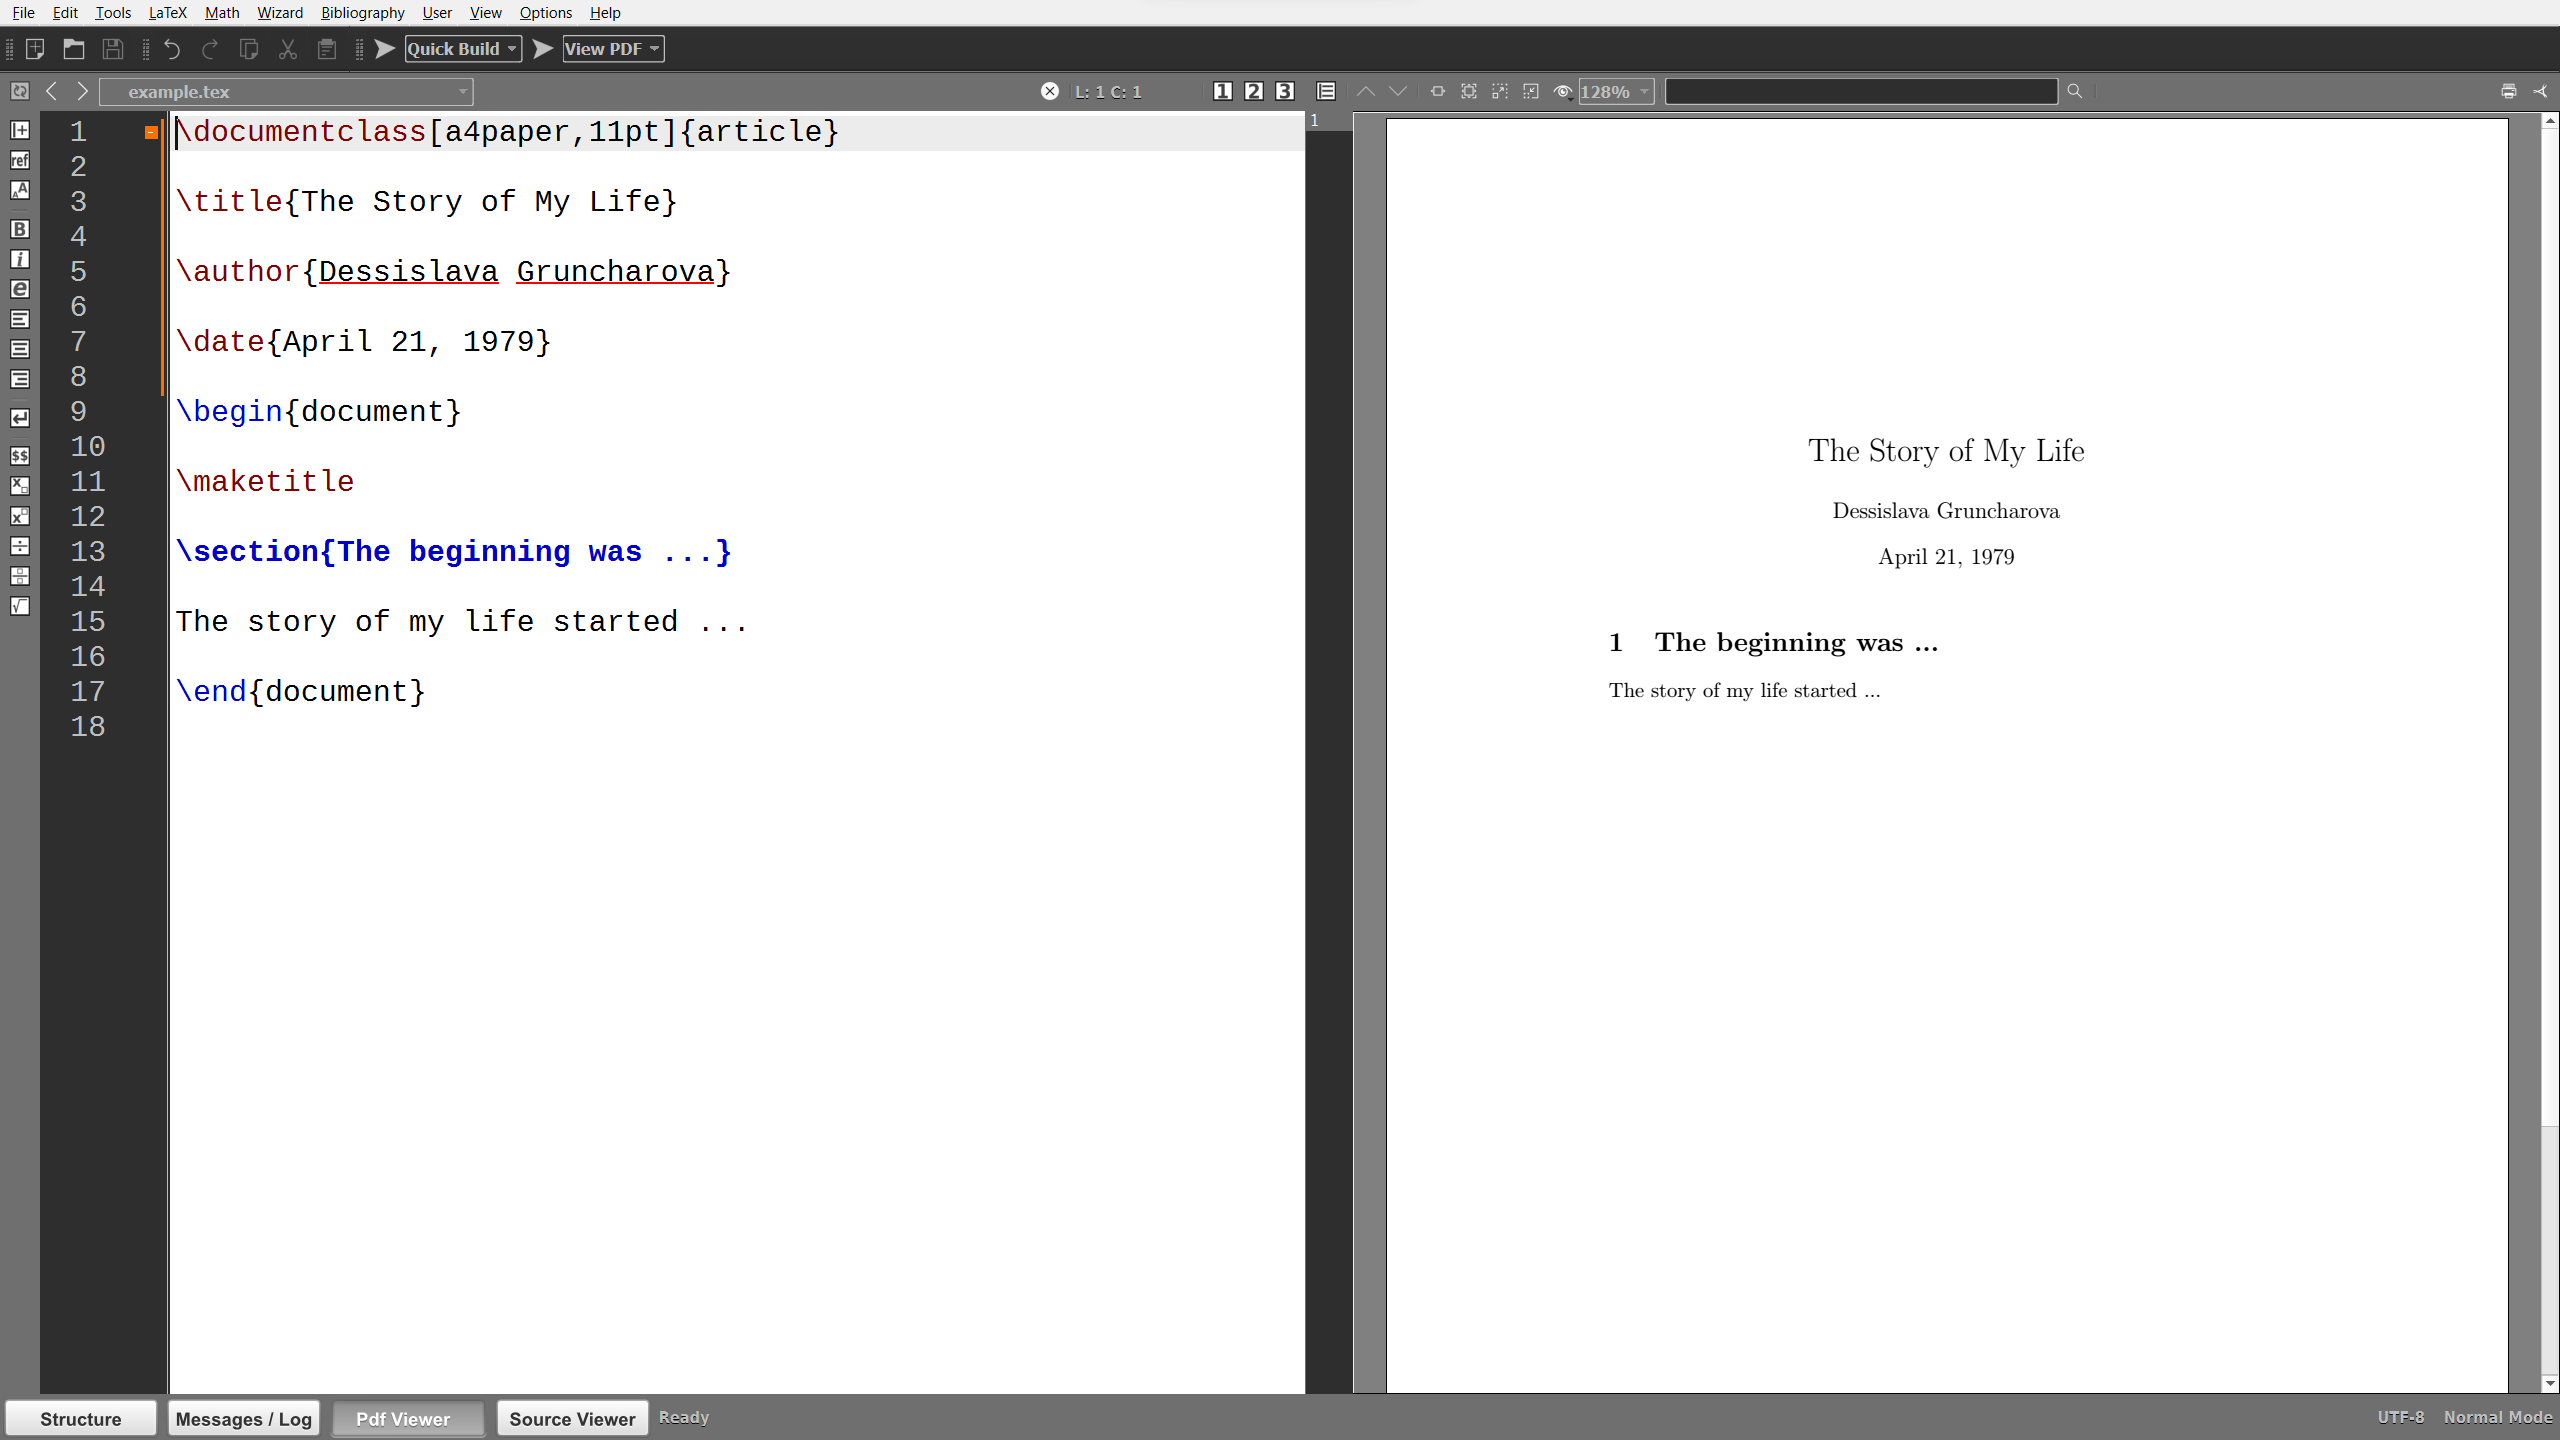 File Edit Tools LaTeX Math Wizard Bibliography User View Options Help
Quick Build View PDF
example.tex L: 1 C: 1 1 2 3 128%
1 \documentclass[a4paper,11pt]{article}
2
3 \title{The Story of My Life}
4
5 \author{Dessislava Gruncharova}
6
7 \date{April 21, 1979}
8
9 \begin{document}
10
11 \maketitle
12
13 \section{The beginning was ...}
14
15 The story of my life started ...
16
17 \end{document}
18
ref
1
The Story of My Life
Dessislava Gruncharova
April 21, 1979
1 The beginning was ...
The story of my life started ...
Structure Messages / Log Pdf Viewer Source Viewer Ready UTF-8 Normal Mode